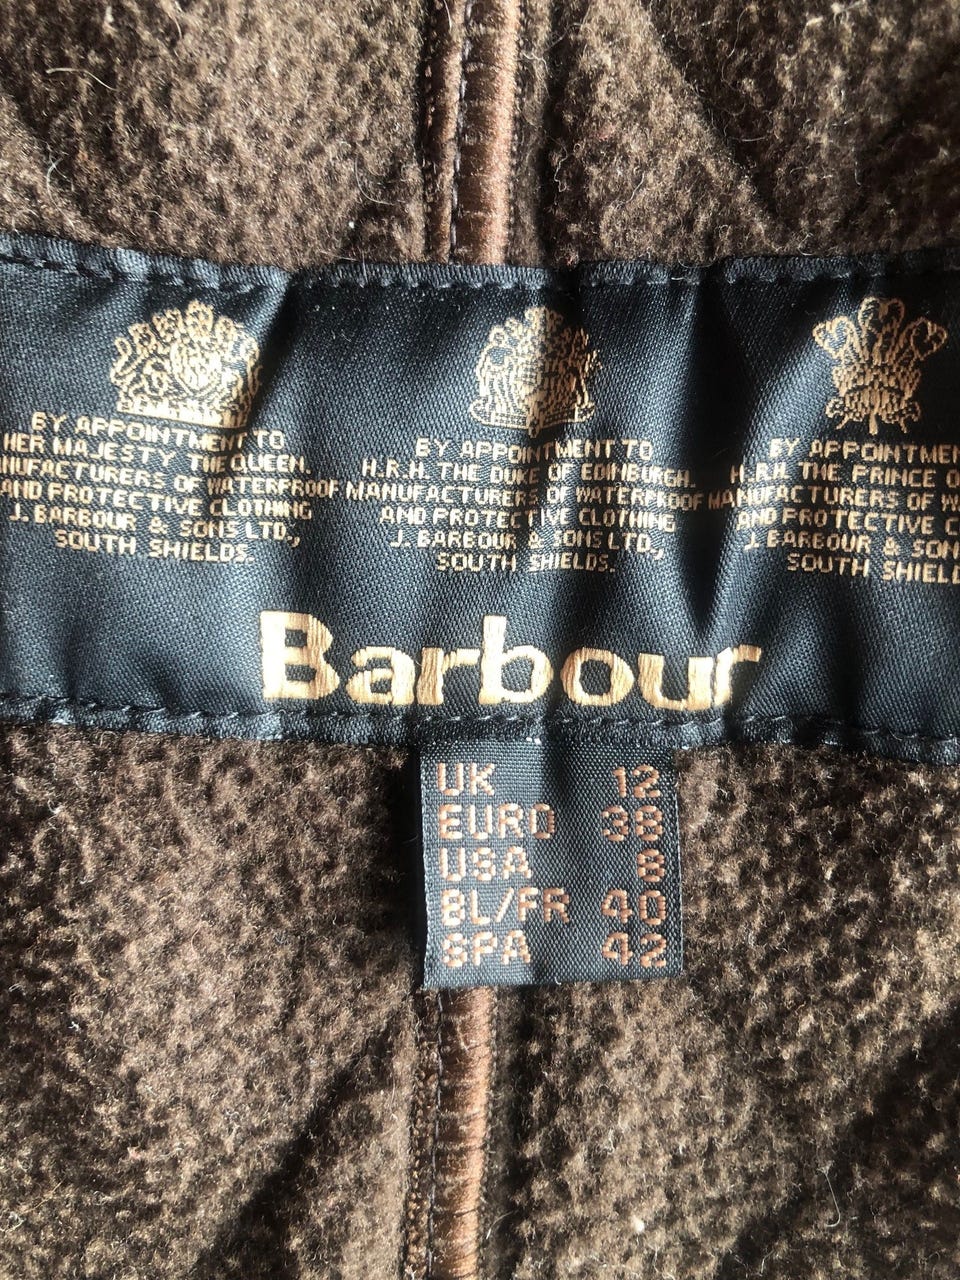 BY APPOINTMENT TO
HER MAJESTY THE QUEEN.
NUFACTURERS OF WATERPROOF
AND PROTECTIVE CLOTHING
J. BARBOUR & SONS LTD.,
SOUTH SHIELDS.
BY APPOINTMENT TO
H.R.H. THE DUKE OF EDINBURGH.
MANUFACTURERS OF WATERPROOF
AND PROTECTIVE CLOTHING
J. BARBOUR & SONS LTD.,
SOUTH SHIELDS.
BY APPOINTMEN
H.R.H. THE PRINCE O
MANUFACTURERS OF W
AND PROTECTIVE C
J. BARBOUR & SON
SOUTH SHIELD
Barbour
UK 12
EURO 38
USA 8
BL/FR 40
SPA 42